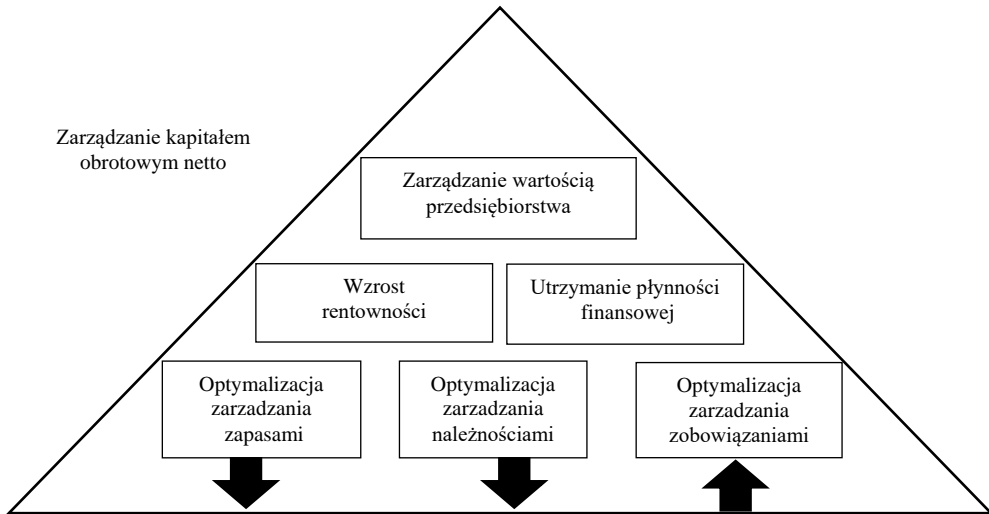 Zarządzanie kapitałem
obrotowym netto
Zarządzanie wartością
przedsiębiorstwa
Wzrost
rentowności
Utrzymanie płynności
finansowej
Optymalizacja
zarzadzania
zapasami
Optymalizacja
zarzadzania
należnościami
Optymalizacja
zarzadzania
zobowiązaniami